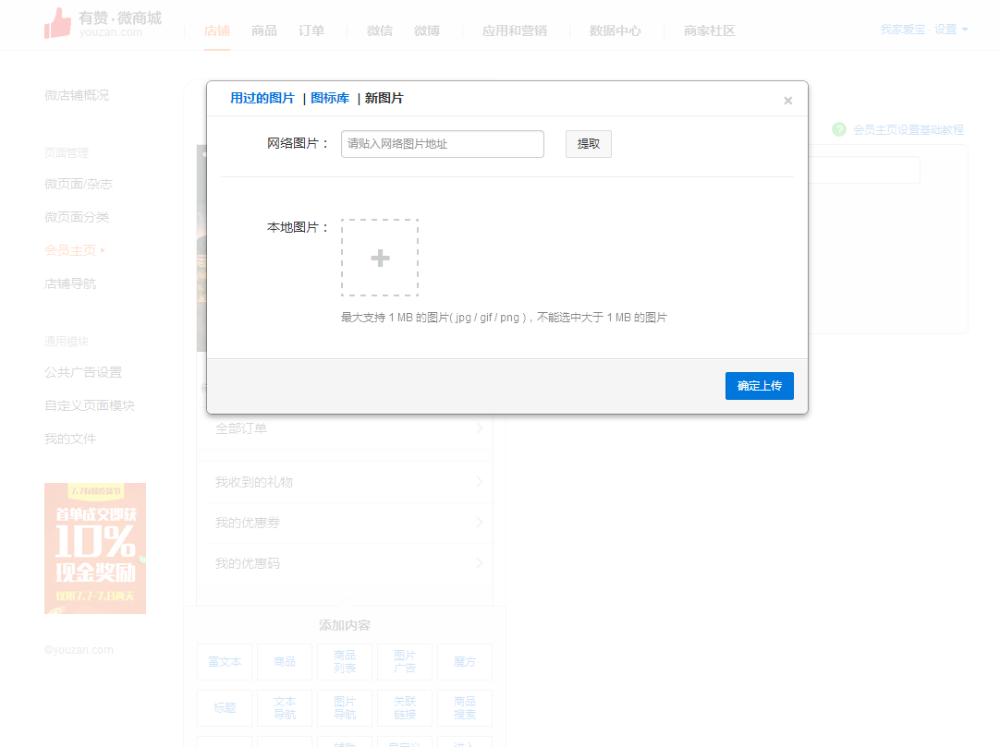 有赞·微商城
youzan.com
店铺 商品 订单 微信 微博 应用和营销 数据中心 商家社区 我家爱宝 - 设置
微店铺概况
页面管理
微页面/杂志
微页面分类
会员主页
店铺导航
通用模块
公共广告设置
自定义页面模块
我的文件
首单成交即获
10%
现金奖励
仅限7.7-7.8两天
©youzan.com
用过的图片 | 图标库 | 新图片 ×
? 会员主页设置基础教程
网络图片： 请贴入网络图片地址 提取
本地图片： +
最大支持 1 MB 的图片( jpg / gif / png )，不能选中大于 1 MB 的图片
确定上传
全部订单
我收到的礼物
我的优惠券
我的优惠码
添加内容
富文本 商品 商品列表 图片广告 魔方
标题 文本导航 图片导航 关联链接 商品搜索